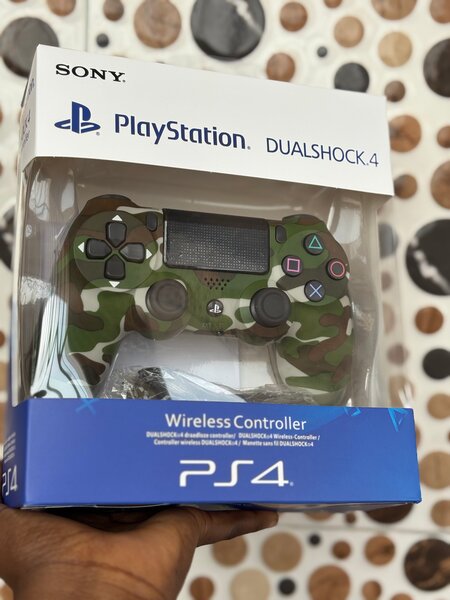 SONY
PlayStation. DUALSHOCK.4
Wireless Controller
DUALSHOCK®4 draadloze controller/ DUALSHOCK®4 Wireless-Controller /
Controller wireless DUALSHOCK®4 / Manette sans fil DUALSHOCK®4
PS4
PS4